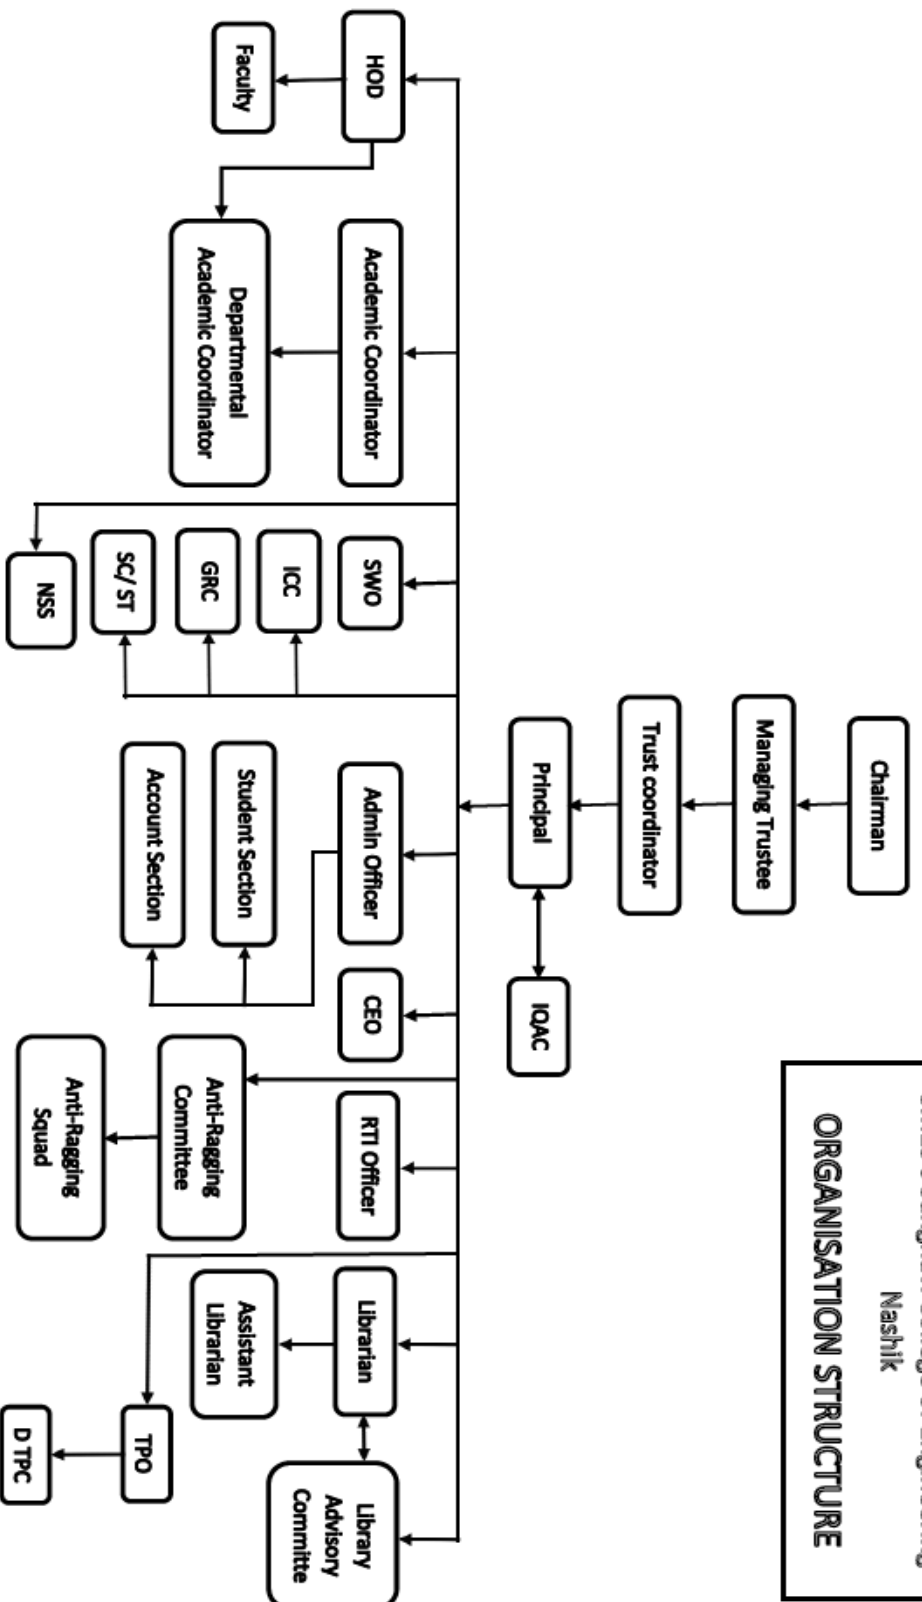 Nashik
ORGANISATION STRUCTURE
Chairman
Managing Trustee
Trust coordinator
Principal
IQAC
HOD
Academic Coordinator
SWO
Admin Officer
CEO
RTI Officer
Librarian
Library
Advisory
Committe
Faculty
Departmental
Academic Coordinator
ICC
GRC
SC/ ST
NSS
Student Section
Account Section
Anti-Ragging
Committee
Anti-Ragging
Squad
Assistant
Librarian
TPO
D TPC